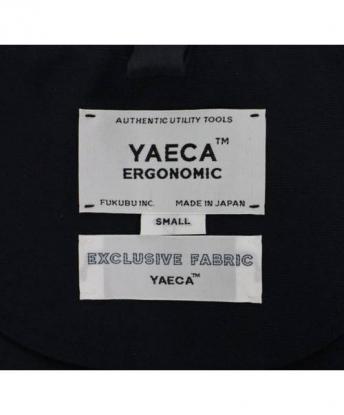 AUTHENTIC UTILITY TOOLS
YAECA™
ERGONOMIC
FUKUBU INC. MADE IN JAPAN
SMALL
EXCLUSIVE FABRIC
YAECA™